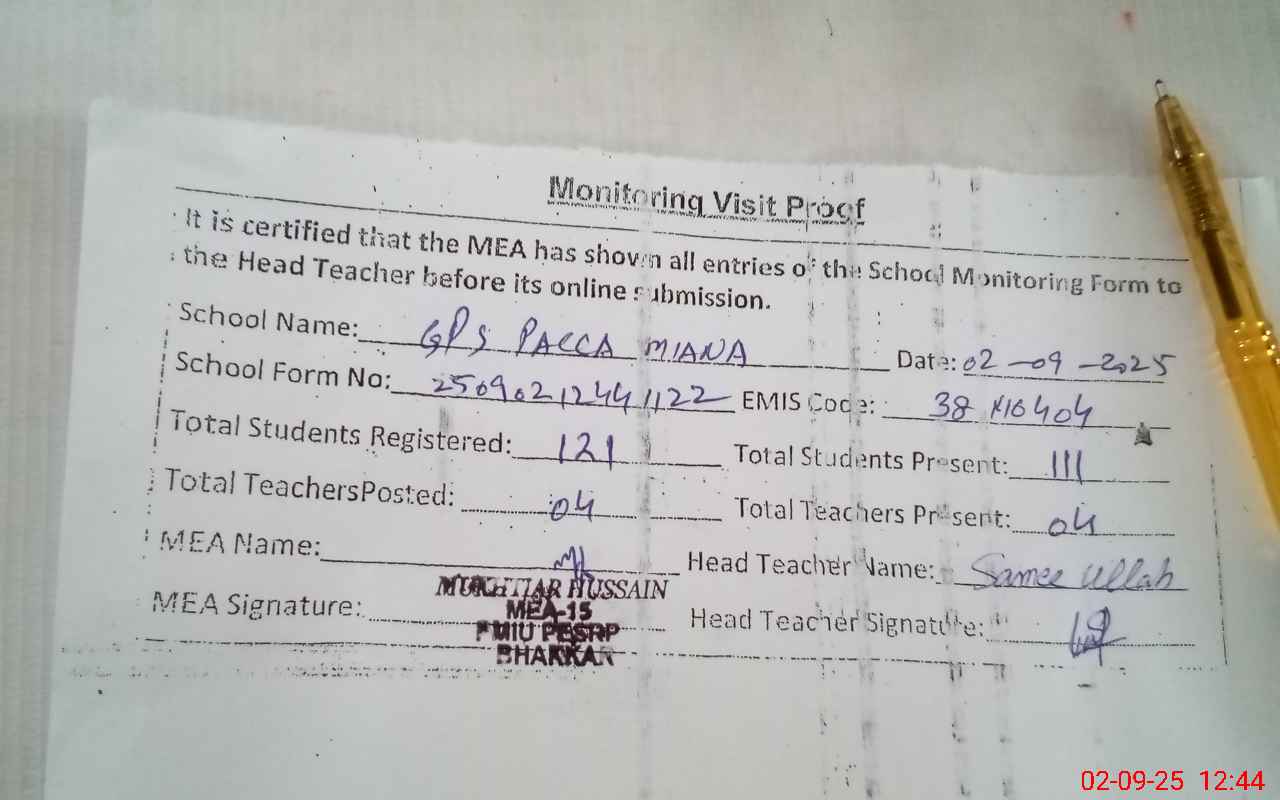 Monitoring Visit Proof
It is certified that the MEA has shown all entries of the School Monitoring Form to
the Head Teacher before its online submission.
School Name: GPS PACCA MIANA Date: 02-09-2025
School Form No: 25090212441122 EMIS Code: 38
Total Students Registered: 121 Total Students Present: 111
Total TeachersPosted: 04 Total Teachers Present: 04
MEA Name: Head Teacher Name: Samee Ullah
MUKHTIAR HUSSAIN
MEA Signature: MEA-15 Head Teacher Signature:
PMIU PESRP
BHAKKAR
02-09-25 12:44